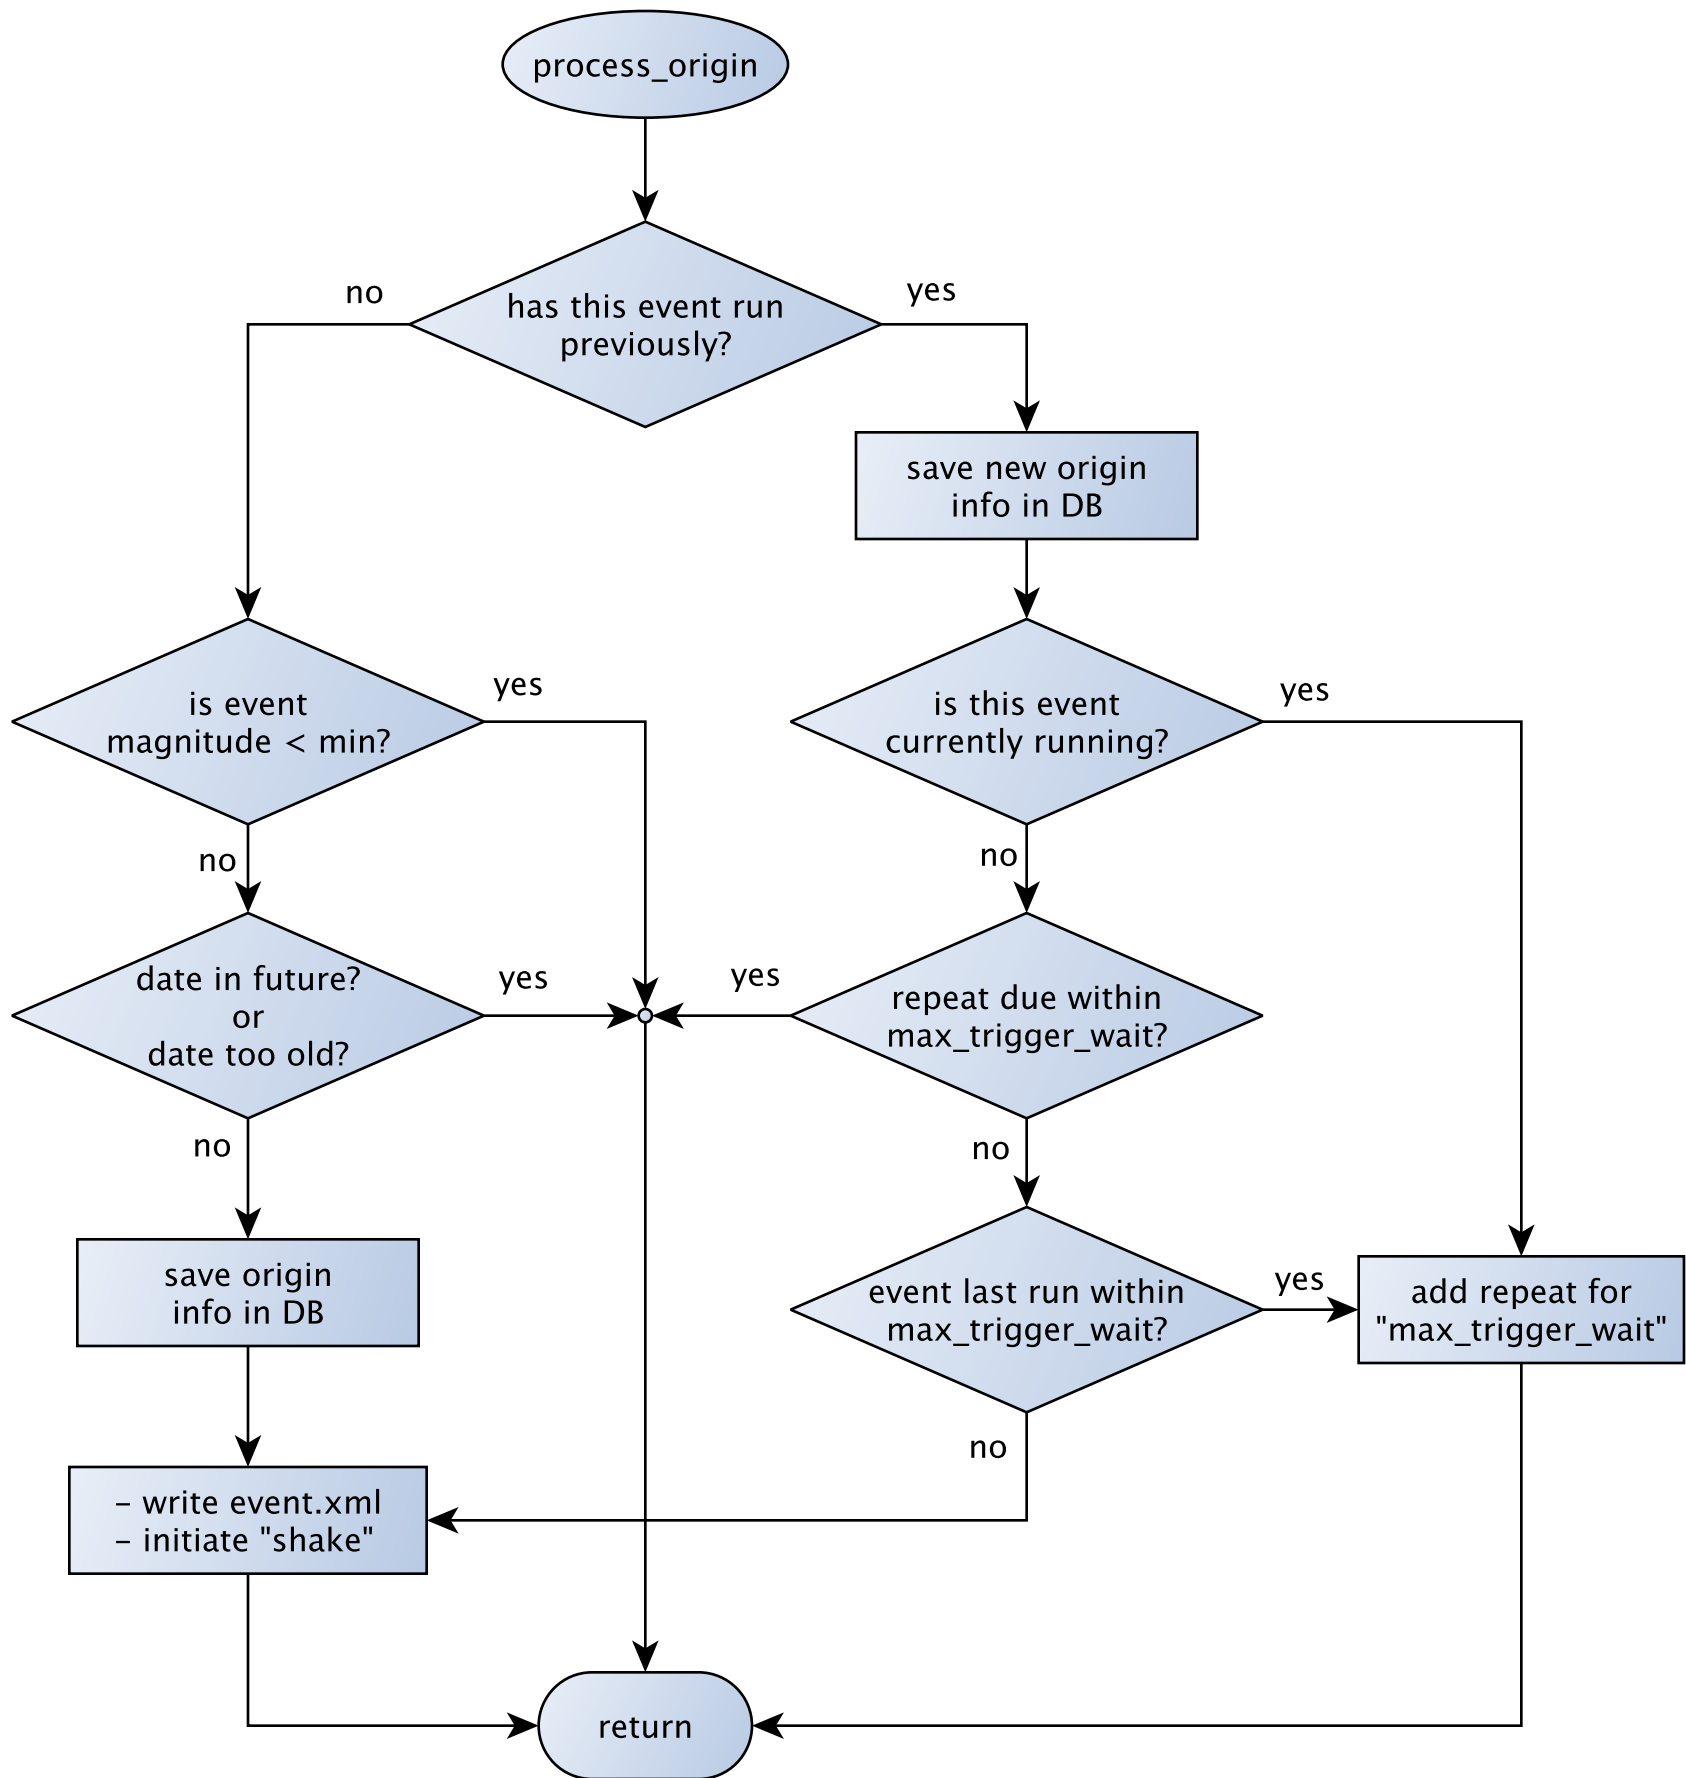 process_origin
no
yes
has this event run
previously?
save new origin
info in DB
is event
magnitude < min?
yes
is this event
currently running?
yes
no
no
date in future?
or
date too old?
yes
yes
repeat due within
max_trigger_wait?
no
no
save origin
info in DB
event last run within
max_trigger_wait?
yes
add repeat for
"max_trigger_wait"
no
– write event.xml
– initiate "shake"
return